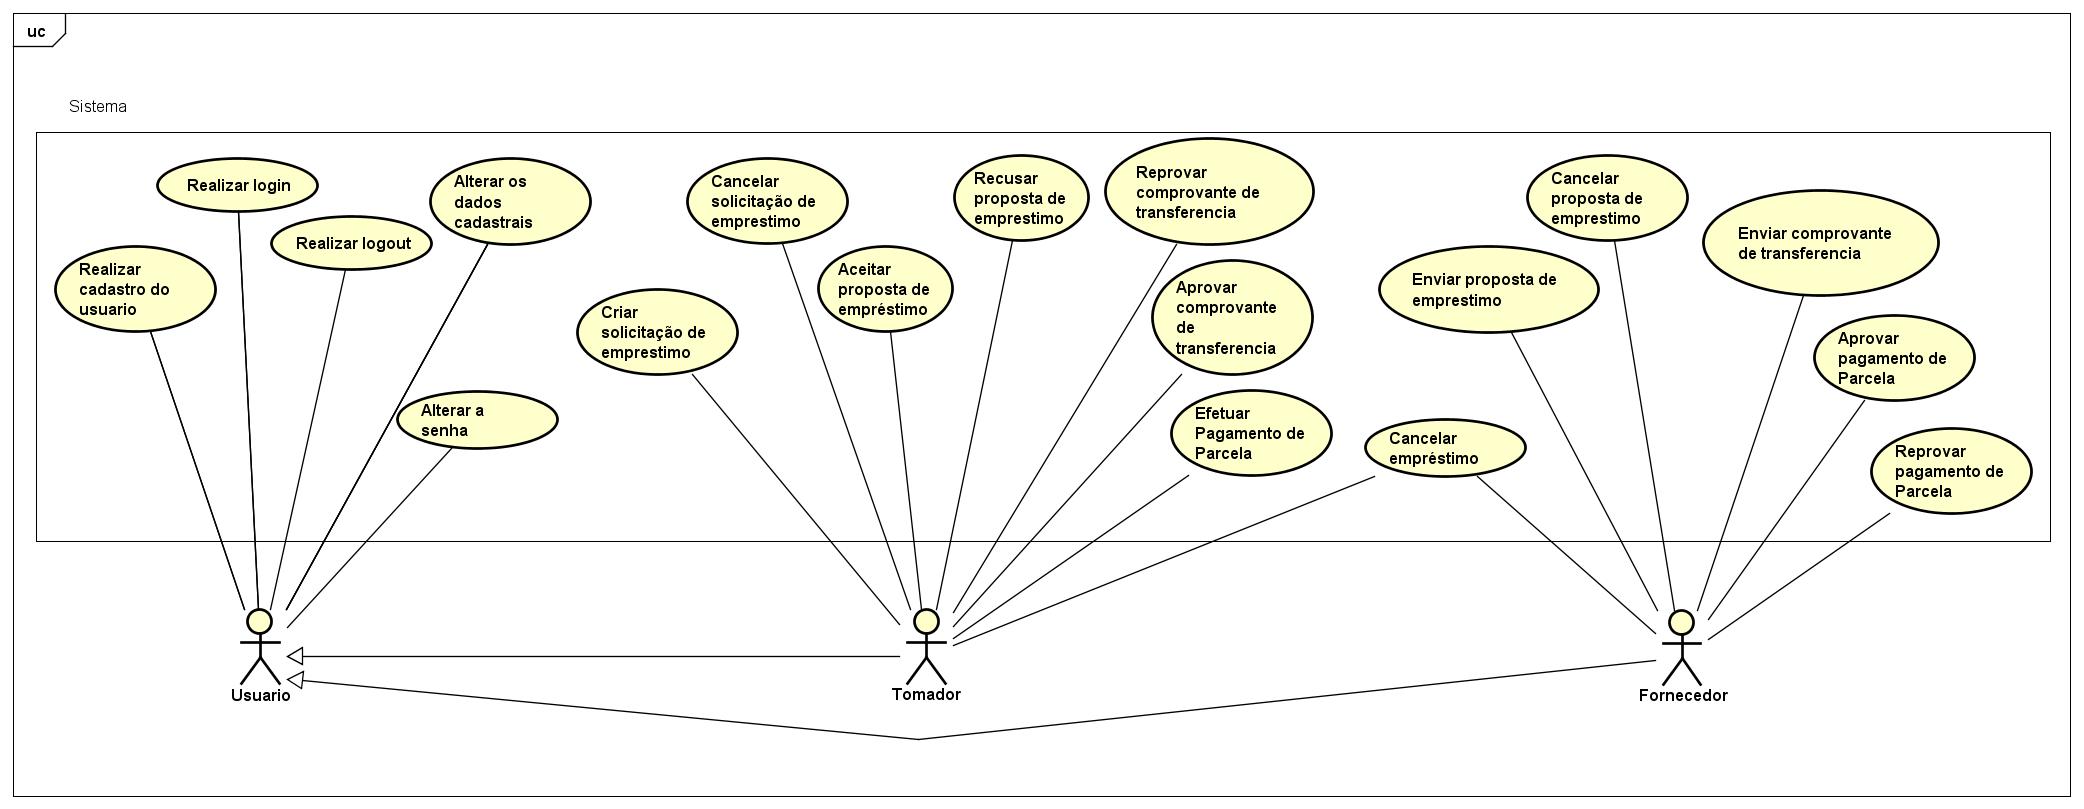 uc
Sistema
Realizar login
Realizar logout
Alterar os
dados
cadastrais
Realizar
cadastro do
usuario
Alterar a
senha
Cancelar
solicitação de
emprestimo
Recusar
proposta de
emprestimo
Reprovar
comprovante de
transferencia
Aceitar
proposta de
empréstimo
Criar
solicitação de
emprestimo
Aprovar
comprovante
de
transferencia
Efetuar
Pagamento de
Parcela
Cancelar
empréstimo
Cancelar
proposta de
emprestimo
Enviar comprovante
de transferencia
Enviar proposta de
emprestimo
Aprovar
pagamento de
Parcela
Reprovar
pagamento de
Parcela
Usuario
Tomador
Fornecedor